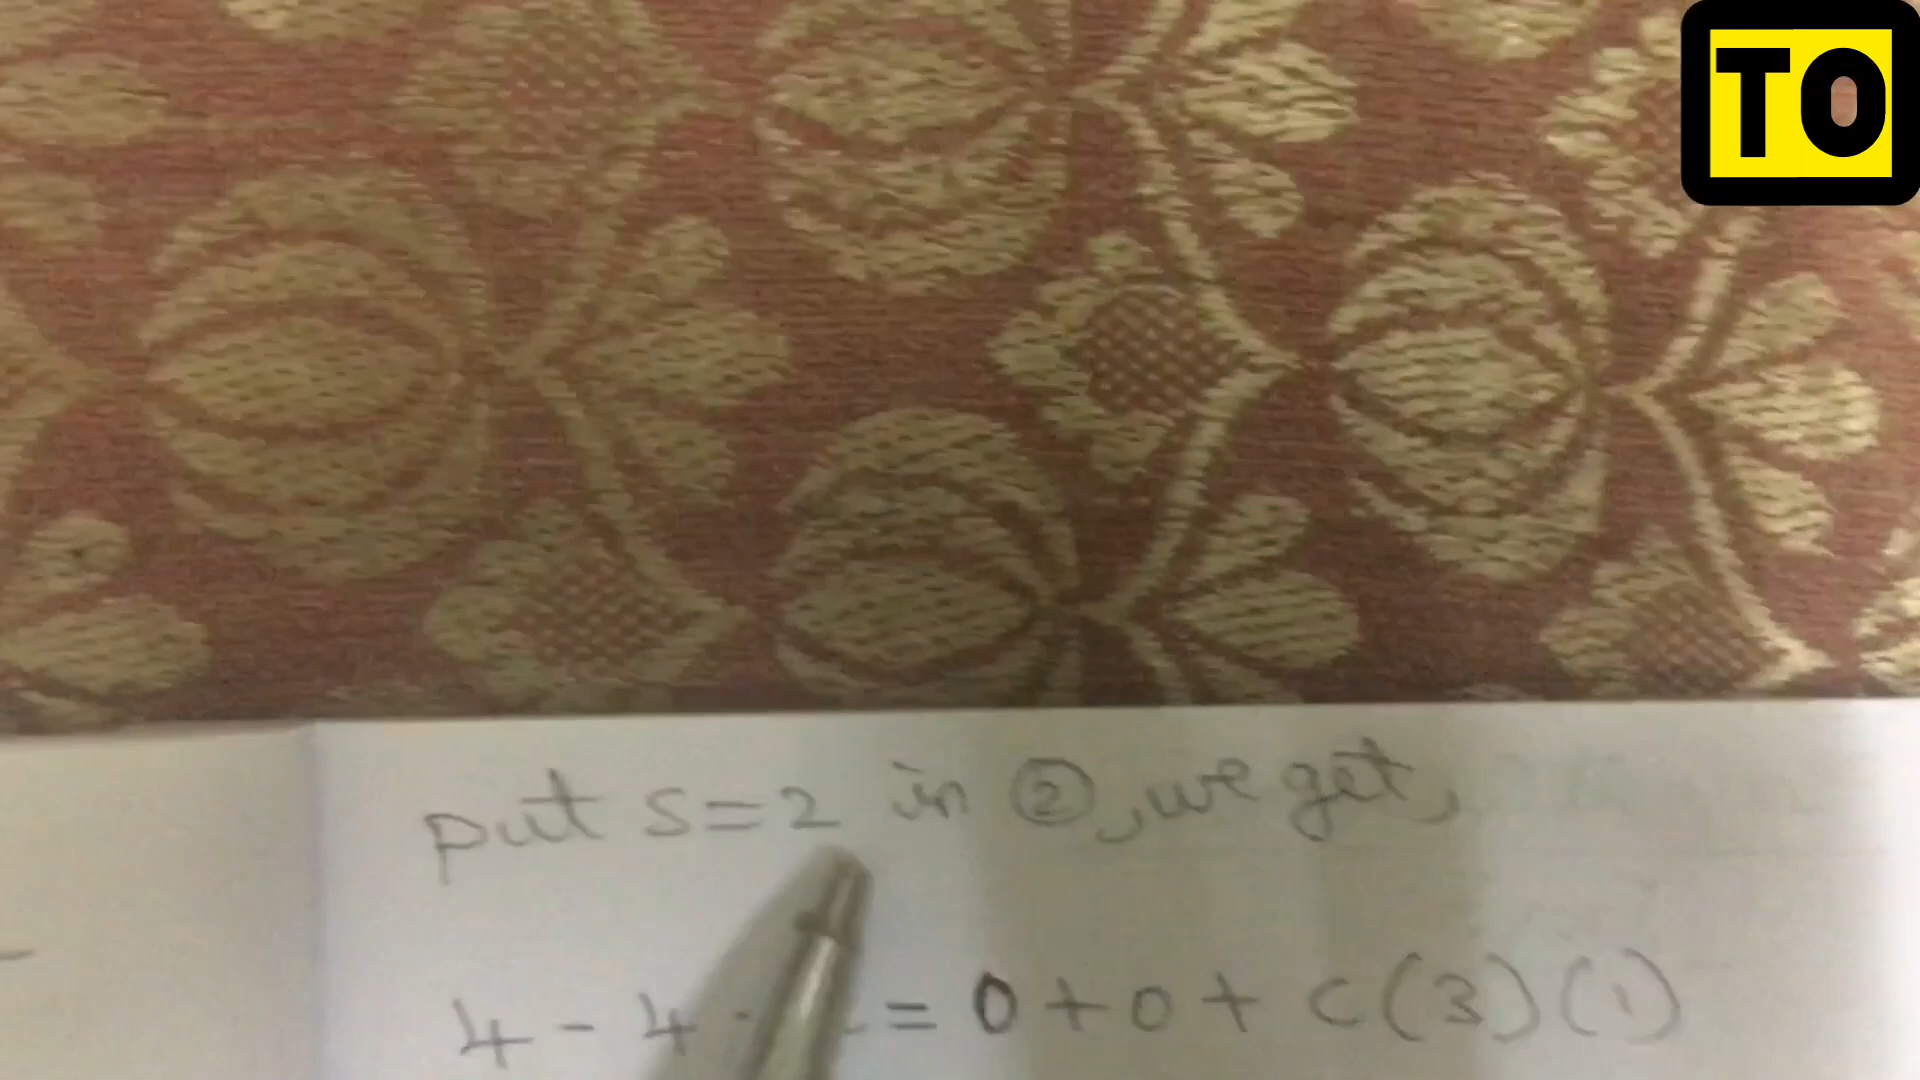 TO
put s=2 in ②, we get,
4 - 4 = 0 + 0 + C(3)(1)